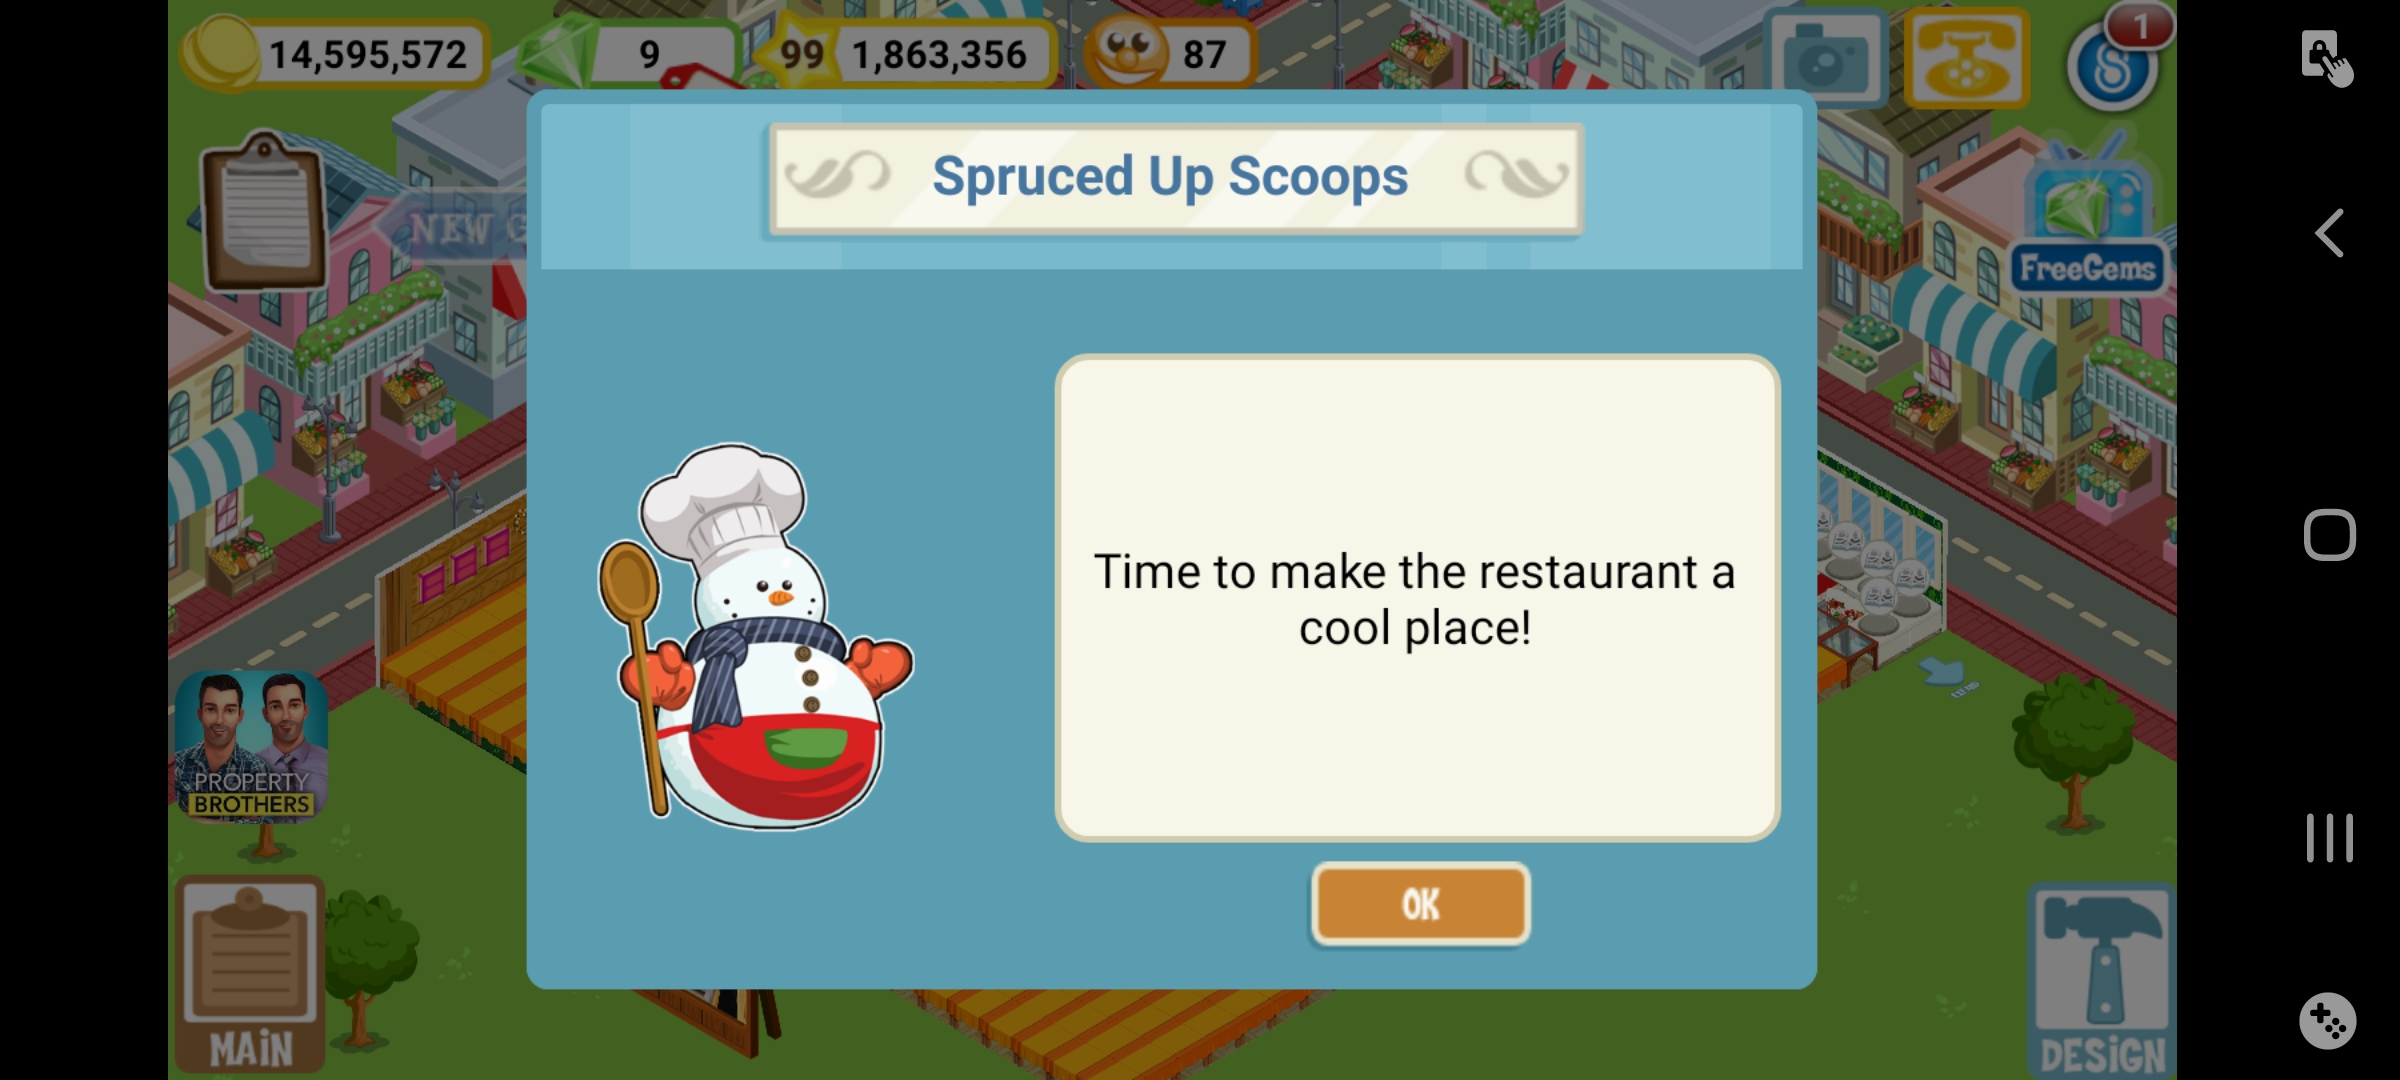 14,595,572
9
99 1,863,356
87
1
Spruced Up Scoops
NEW
FreeGems
Time to make the restaurant a
cool place!
PROPERTY
BROTHERS
OK
MAiN
DESiGN